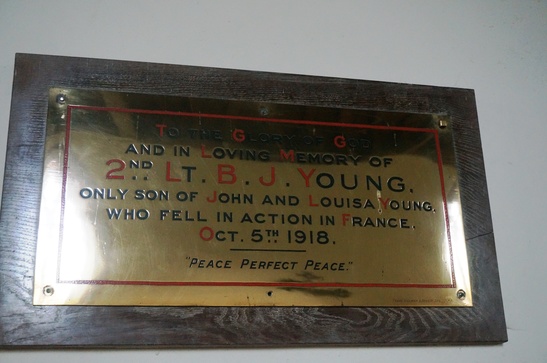 TO THE GLORY OF GOD
AND IN LOVING MEMORY OF
2ND LT. B. J. YOUNG,
ONLY SON OF JOHN AND LOUISA YOUNG,
WHO FELL IN ACTION IN FRANCE,
OCT. 5TH 1918.
"PEACE PERFECT PEACE."